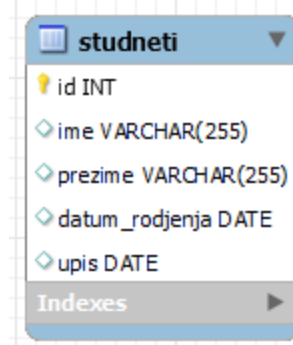 studneti
id INT
ime VARCHAR(255)
prezime VARCHAR(255)
datum_rodjenja DATE
upis DATE
Indexes